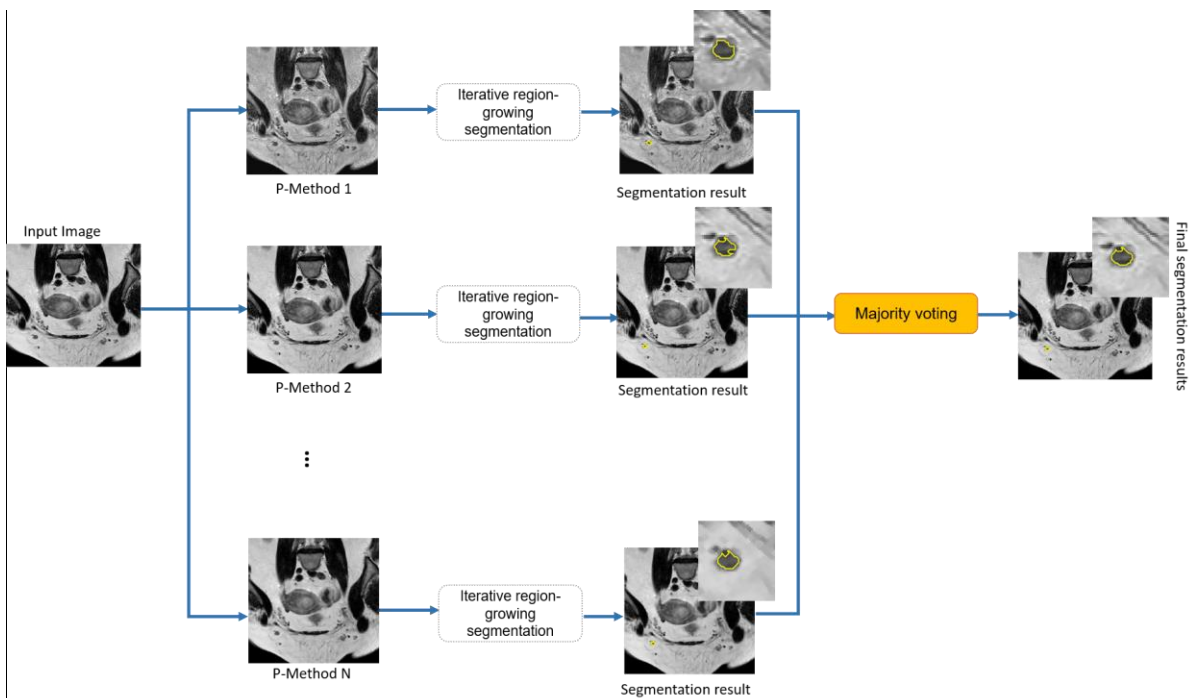 Input Image
P-Method 1
Iterative region-
growing
segmentation
Segmentation result
P-Method 2
Iterative region-
growing
segmentation
Segmentation result
...
P-Method N
Iterative region-
growing
segmentation
Segmentation result
Majority voting
Final segmentation results